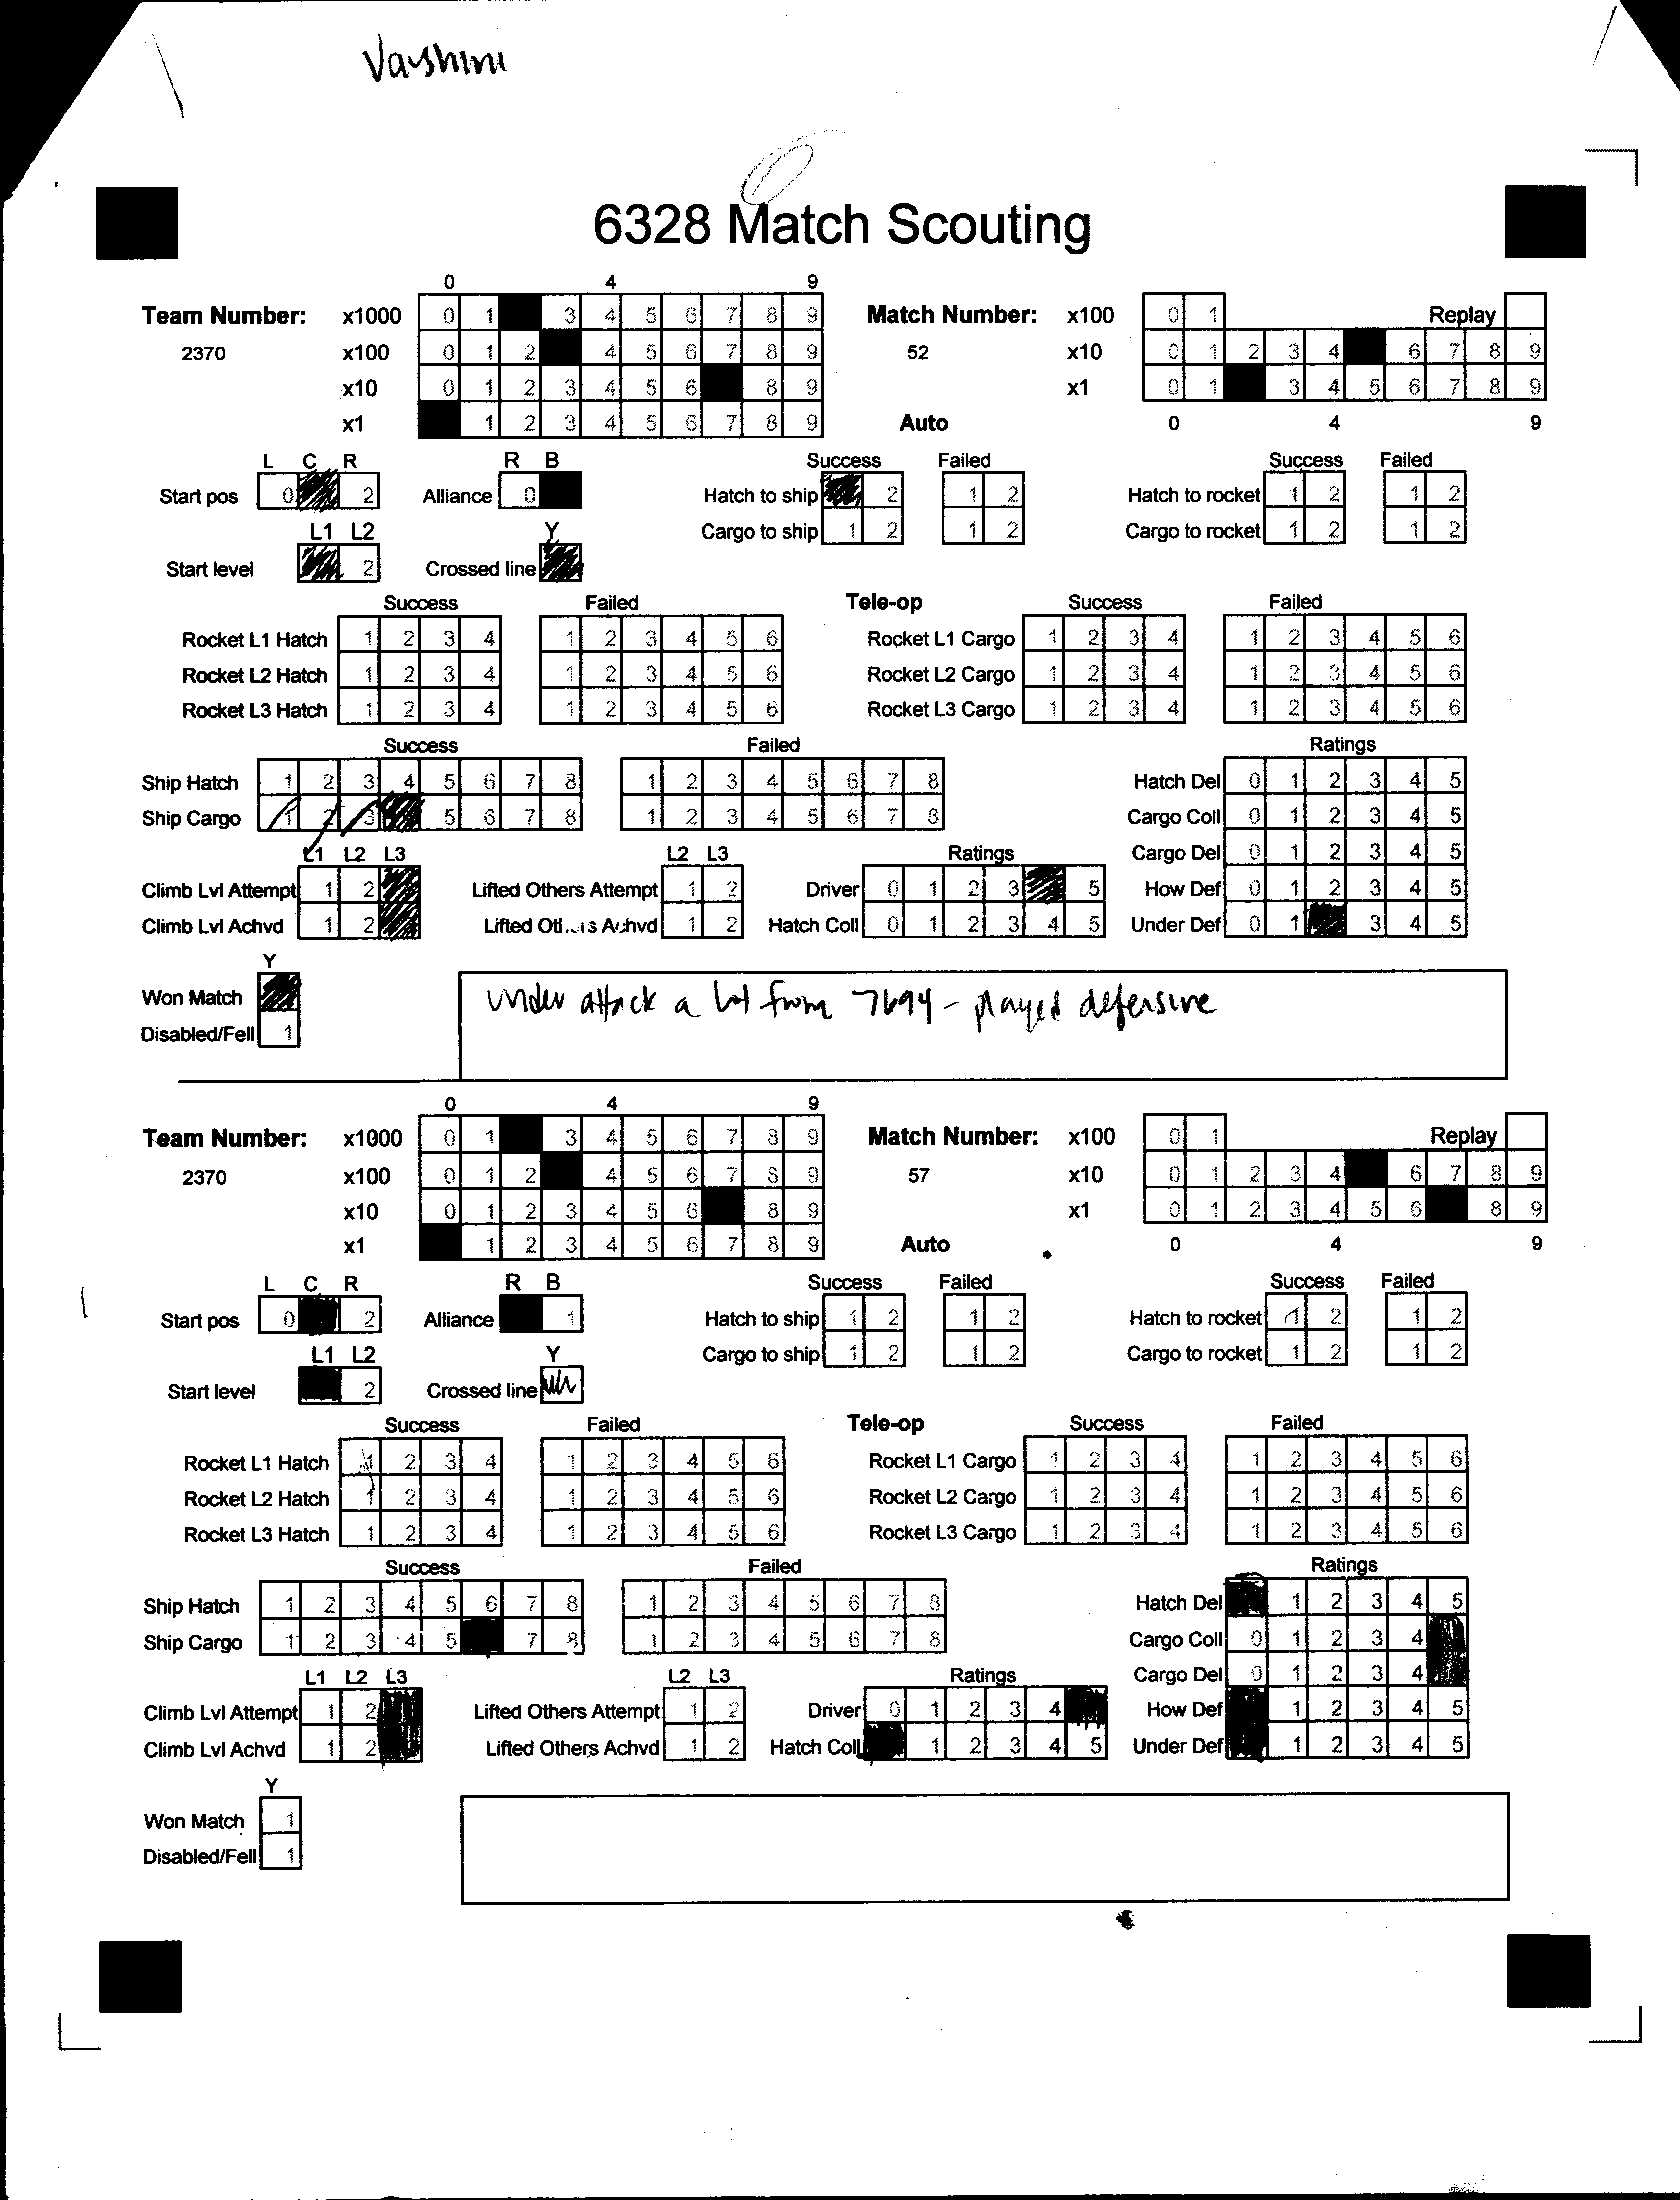 Varshini
6328 Match Scouting
0 4 9
Team Number: x1000 0 1 3 4 5 6 7 8 9 Match Number: x100 0 1 Replay
2370 x100 0 1 2 4 5 6 7 8 9 52 x10 0 1 2 3 4 6 7 8 9
x10 0 1 2 3 4 5 6 8 9 x1 0 1 3 4 5 6 7 8 9
x1 1 2 3 4 5 6 7 8 9 Auto 0 4 9
L C R R B Success Failed Success Failed
Start pos 0 2 Alliance 0 Hatch to ship 2 1 2 Hatch to rocket 1 2 1 2
L1 L2 Y Cargo to ship 1 2 1 2 Cargo to rocket 1 2 1 2
Start level 2 Crossed line
Success Failed Tele-op Success Failed
Rocket L1 Hatch 1 2 3 4 1 2 3 4 5 6 Rocket L1 Cargo 1 2 3 4 1 2 3 4 5 6
Rocket L2 Hatch 1 2 3 4 1 2 3 4 5 6 Rocket L2 Cargo 1 2 3 4 1 2 3 4 5 6
Rocket L3 Hatch 1 2 3 4 1 2 3 4 5 6 Rocket L3 Cargo 1 2 3 4 1 2 3 4 5 6
Success Failed Ratings
Ship Hatch 1 2 3 4 5 6 7 8 1 2 3 4 5 6 7 8 Hatch Del 0 1 2 3 4 5
Ship Cargo 1 2 3 5 6 7 8 1 2 3 4 5 6 7 8 Cargo Coll 0 1 2 3 4 5
L1 L2 L3 L2 L3 Ratings Cargo Del 0 1 2 3 4 5
Climb Lvl Attempt 1 2 Lifted Others Attempt 1 2 Driver 0 1 2 3 5 How Def 0 1 2 3 4 5
Climb Lvl Achvd 1 2 Lifted Others Achvd 1 2 Hatch Coll 0 1 2 3 4 5 Under Def 0 1 3 4 5
Y
Won Match under attack a lot from 7694 - played defensive
Disabled/Fell 1
0 4 9
Team Number: x1000 0 1 3 4 5 6 7 8 9 Match Number: x100 0 1 Replay
2370 x100 0 1 2 4 5 6 7 8 9 57 x10 0 1 2 3 4 6 7 8 9
x10 0 1 2 3 4 5 6 8 9 x1 0 1 2 3 4 5 6 8 9
x1 1 2 3 4 5 6 7 8 9 Auto 0 4 9
L C R R B Success Failed Success Failed
Start pos 0 2 Alliance 1 Hatch to ship 1 2 1 2 Hatch to rocket 1 2 1 2
L1 L2 Y Cargo to ship 1 2 1 2 Cargo to rocket 1 2 1 2
Start level 2 Crossed line
Success Failed Tele-op Success Failed
Rocket L1 Hatch 1 2 3 4 1 2 3 4 5 6 Rocket L1 Cargo 1 2 3 4 1 2 3 4 5 6
Rocket L2 Hatch 1 2 3 4 1 2 3 4 5 6 Rocket L2 Cargo 1 2 3 4 1 2 3 4 5 6
Rocket L3 Hatch 1 2 3 4 1 2 3 4 5 6 Rocket L3 Cargo 1 2 3 4 1 2 3 4 5 6
Success Failed Ratings
Ship Hatch 1 2 3 4 5 6 7 8 1 2 3 4 5 6 7 8 Hatch Del 1 2 3 4 5
Ship Cargo 1 2 3 4 5 7 8 1 2 3 4 5 6 7 8 Cargo Coll 0 1 2 3 4
L1 L2 L3 L2 L3 Ratings Cargo Del 0 1 2 3 4
Climb Lvl Attempt 1 2 Lifted Others Attempt 1 2 Driver 0 1 2 3 4 How Def 1 2 3 4 5
Climb Lvl Achvd 1 2 Lifted Others Achvd 1 2 Hatch Coll 1 2 3 4 5 Under Def 1 2 3 4 5
Y
Won Match 1
Disabled/Fell 1